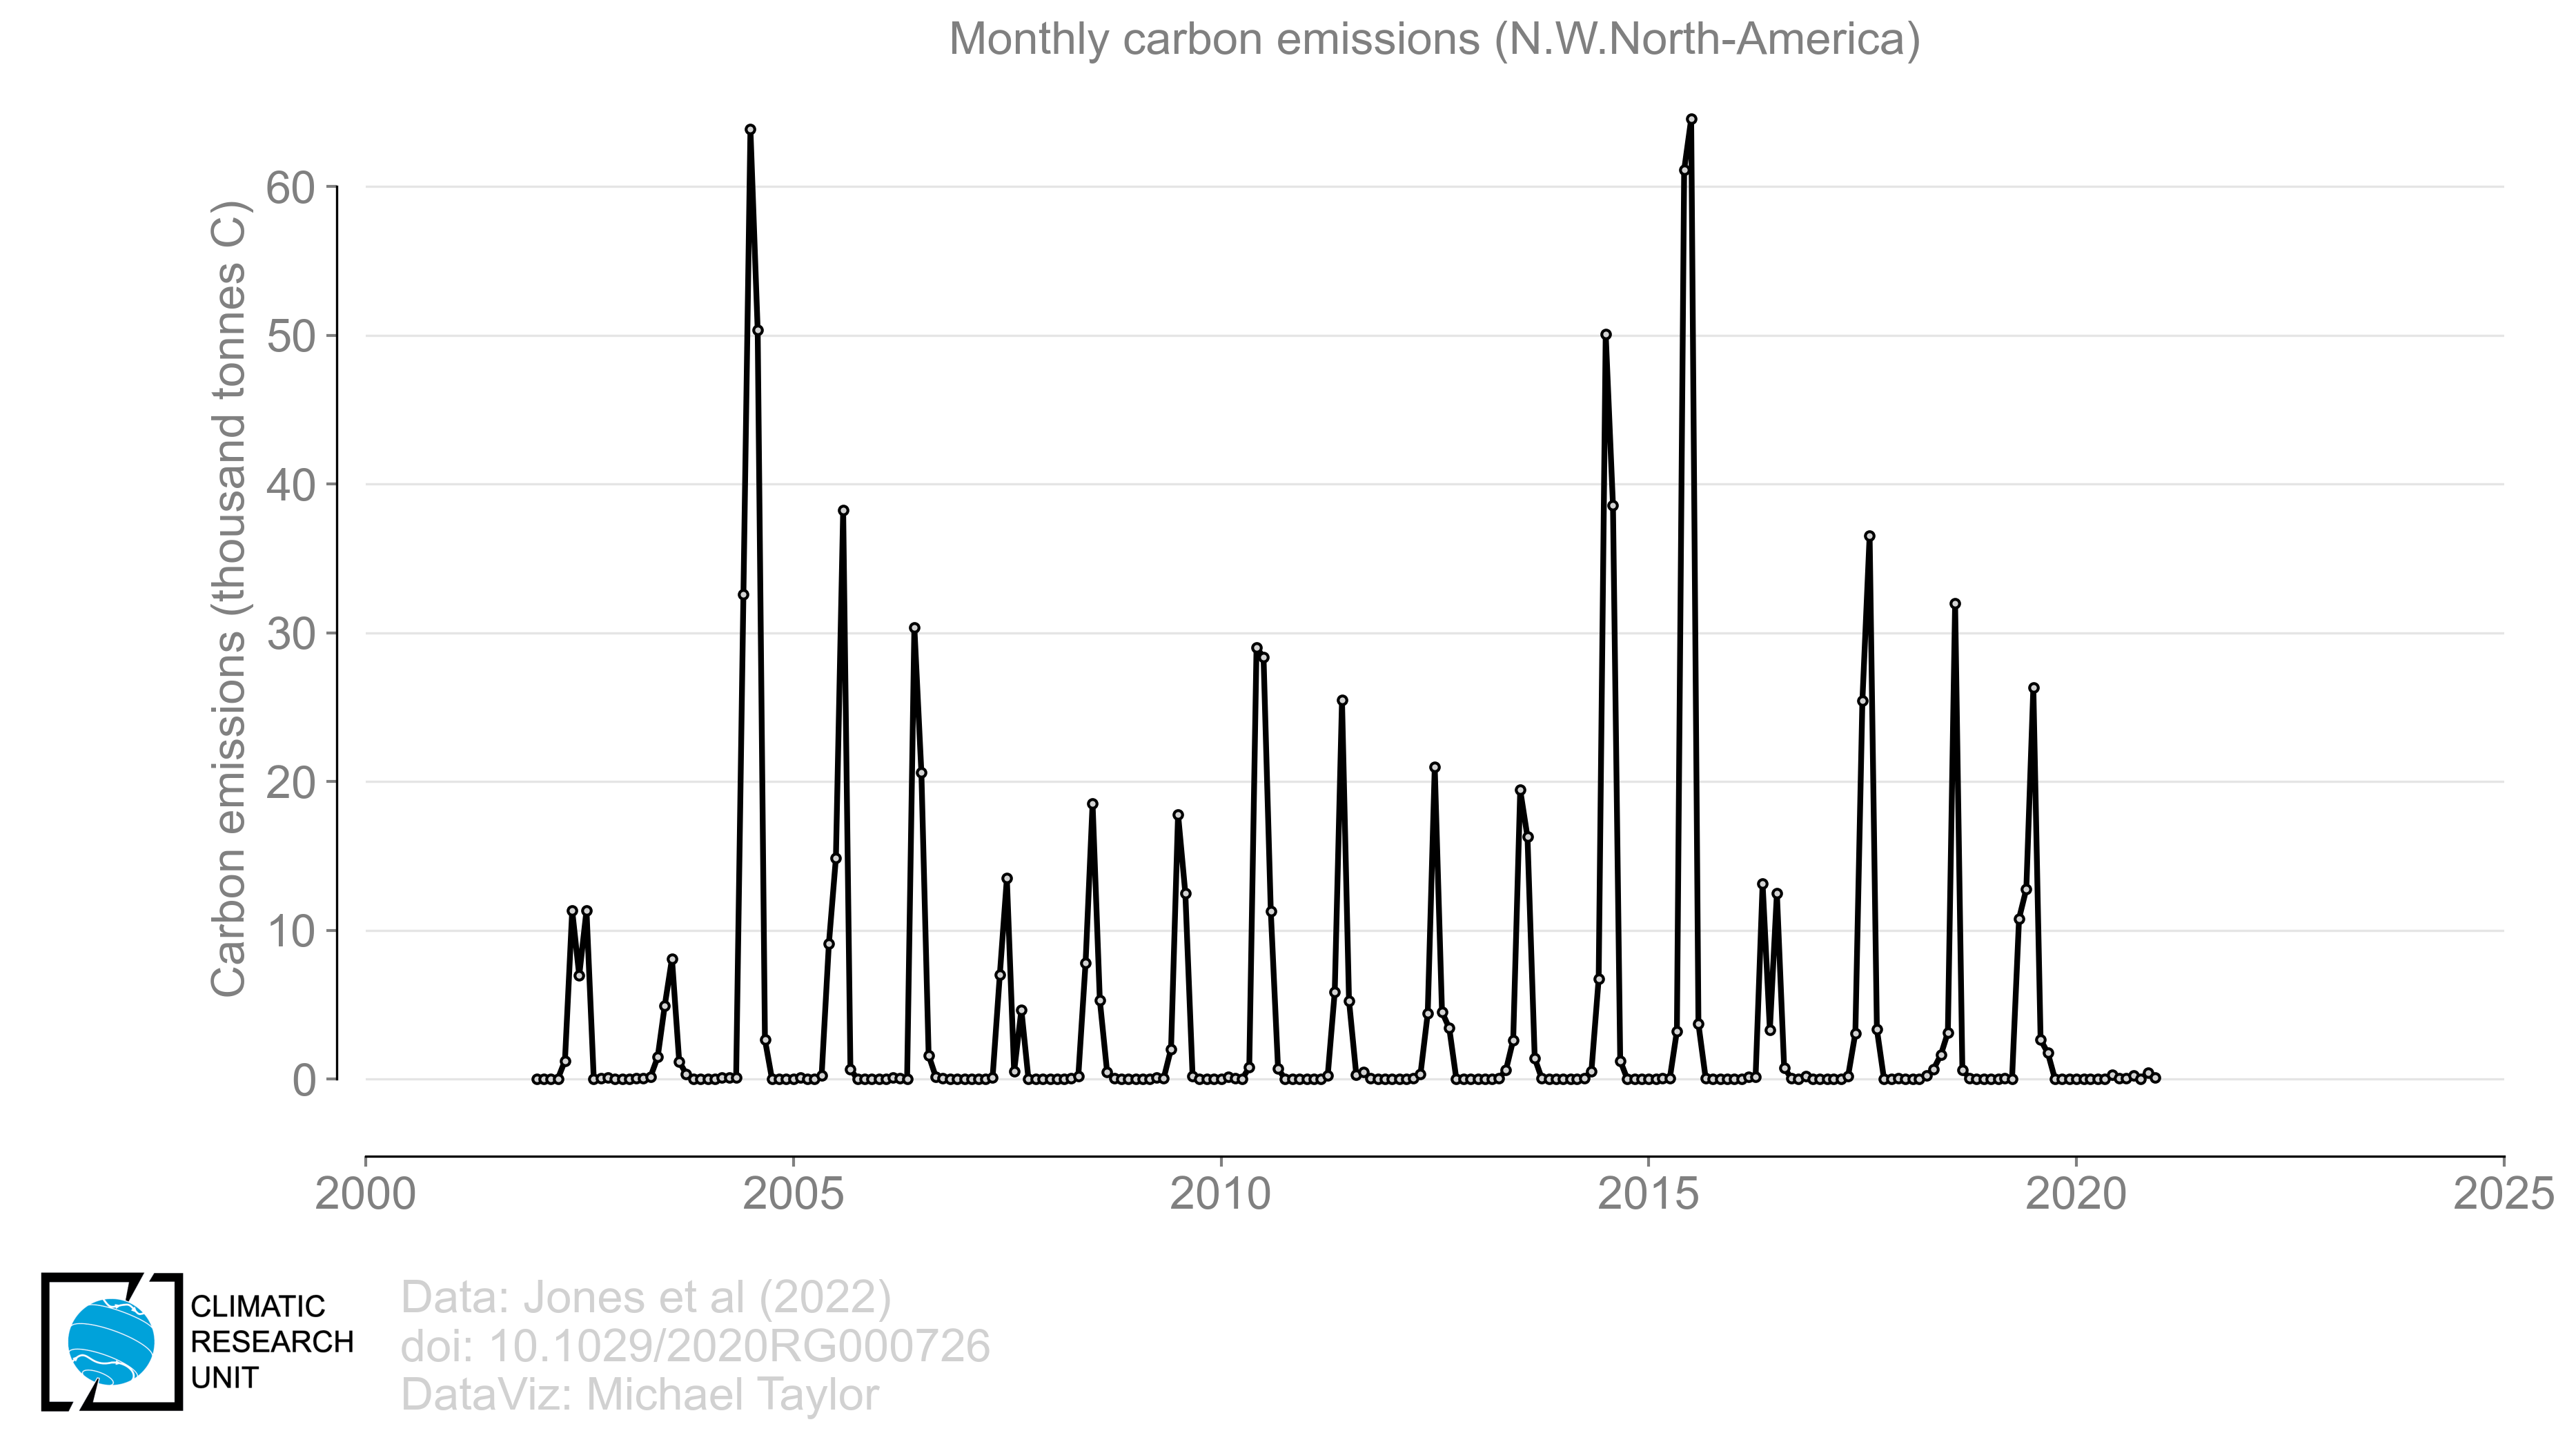 Monthly carbon emissions (N.W.North-America)
Carbon emissions (thousand tonnes C)
60
50
40
30
20
10
0
2000 2005 2010 2015 2020 2025
CLIMATIC
RESEARCH
UNIT
Data: Jones et al (2022)
doi: 10.1029/2020RG000726
DataViz: Michael Taylor